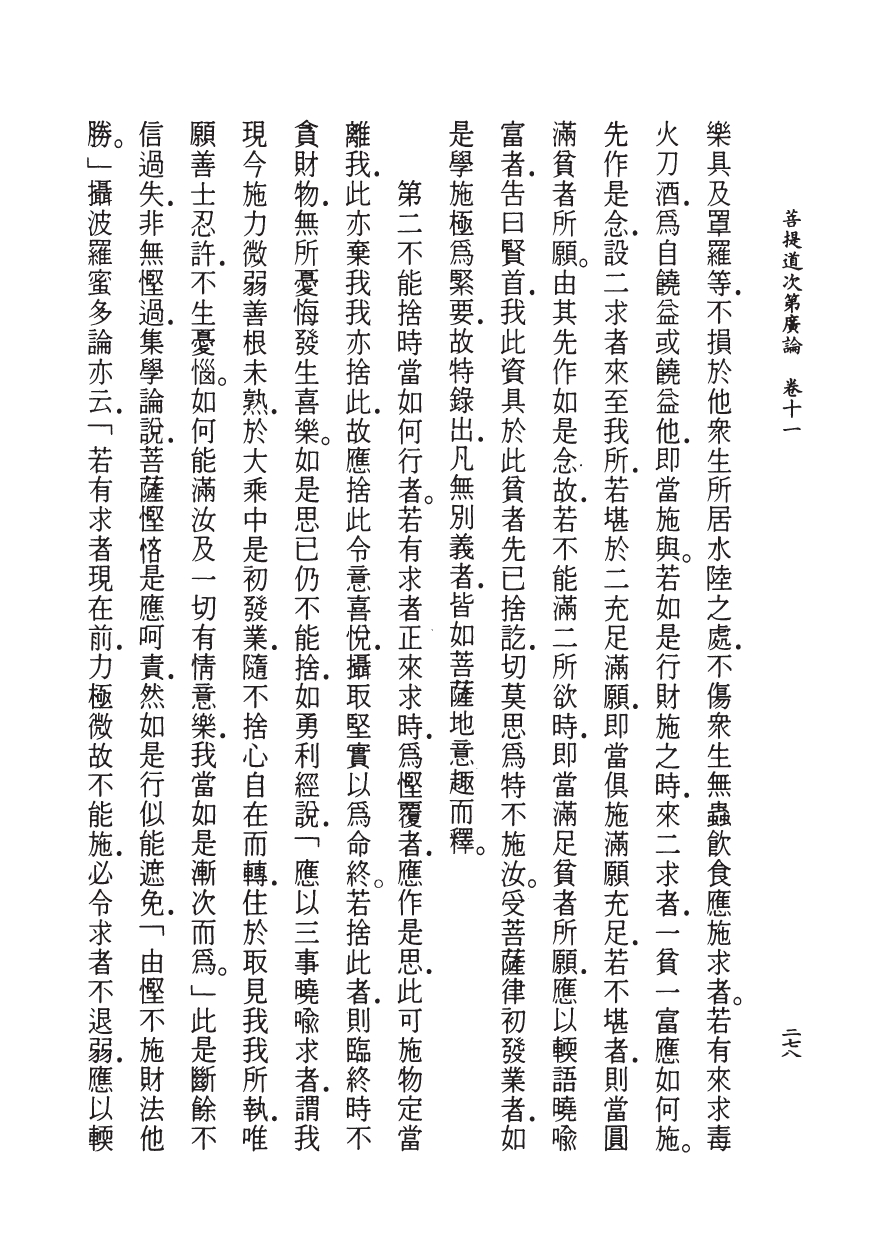 菩提道次第廣論　卷十一
二七八
樂具及罩羅等．不損於他眾生所居水陸之處．不傷眾生無蟲飲食應施求者。若有來求毒
火刀酒．爲自饒益或饒益他．即當施與。若如是行財施之時．來二求者．一貧一富應如何施。
先作是念．設二求者來至我所．若堪於二充足滿願．即當俱施滿願充足．若不堪者．則當圓
滿貧者所願。由其先作如是念故．若不能滿二所欲時．即當滿足貧者所願．應以輭語曉喻
富者．告曰賢首．我此資具於此貧者先已捨訖．切莫思爲特不施汝。受菩薩律初發業者．如
是學施極爲緊要．故特錄出．凡無別義者．皆如菩薩地意趣而釋。
第二不能捨時當如何行者。若有求者正來求時．爲慳覆者．應作是思．此可施物定當
離我．此亦棄我我亦捨此．故應捨此令意喜悅．攝取堅實以爲命終。若捨此者．則臨終時不
貪財物．無所憂悔發生喜樂。如是思已仍不能捨．如勇利經說．「應以三事曉喻求者．謂我
現今施力微弱善根未熟．於大乘中是初發業．隨不捨心自在而轉．住於取見我我所執．唯
願善士忍許．不生憂惱。如何能滿汝及一切有情意樂．我當如是漸次而爲。」此是斷餘不
信過失．非無慳過．集學論說．菩薩慳悋是應呵責．然如是行似能遮免．「由慳不施財法他
勝。」攝波羅蜜多論亦云．「若有求者現在前．力極微故不能施．必令求者不退弱．應以輭